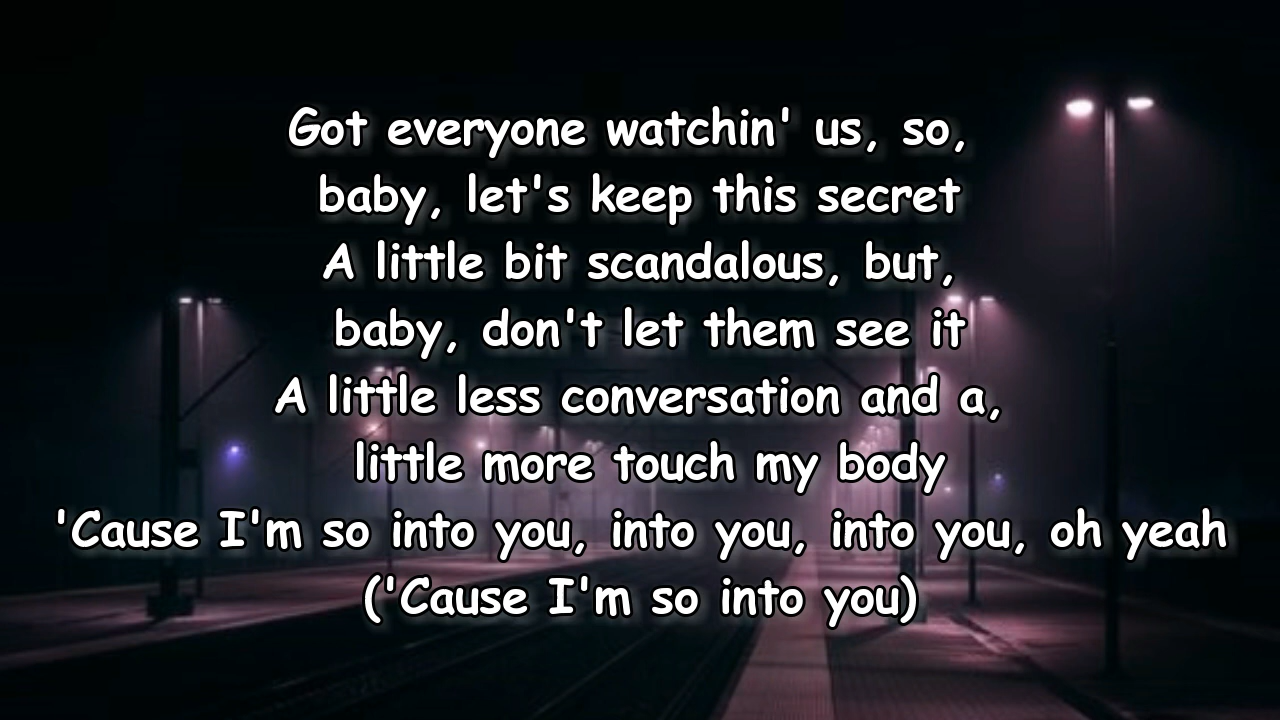 Got everyone watchin' us, so,
baby, let's keep this secret
A little bit scandalous, but,
baby, don't let them see it
A little less conversation and a,
little more touch my body
'Cause I'm so into you, into you, into you, oh yeah
('Cause I'm so into you)